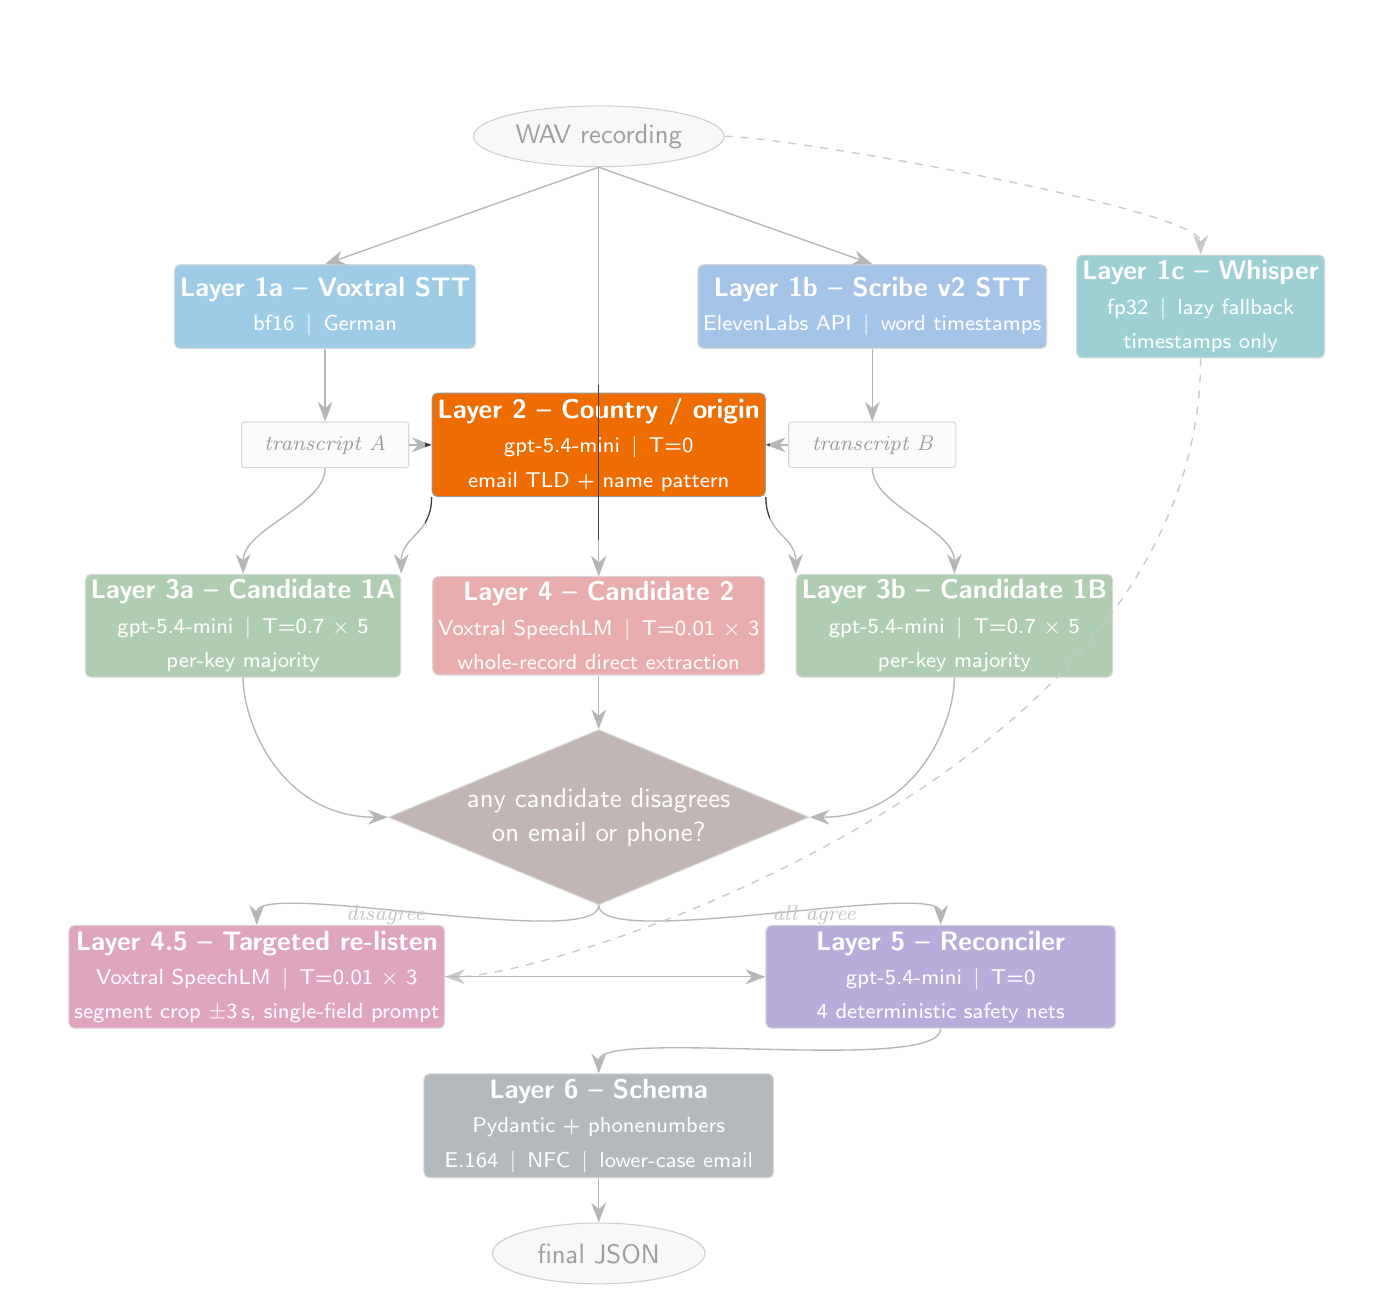 WAV recording
Layer 1a – Voxtral STT
bf16 | German
Layer 1b – Scribe v2 STT
ElevenLabs API | word timestamps
Layer 1c – Whisper
fp32 | lazy fallback
timestamps only
transcript A
Layer 2 – Country / origin
gpt-5.4-mini | T=0
email TLD + name pattern
transcript B
Layer 3a – Candidate 1A
gpt-5.4-mini | T=0.7 × 5
per-key majority
Layer 4 – Candidate 2
Voxtral SpeechLM | T=0.01 × 3
whole-record direct extraction
Layer 3b – Candidate 1B
gpt-5.4-mini | T=0.7 × 5
per-key majority
any candidate disagrees
on email or phone?
disagree
all agree
Layer 4.5 – Targeted re-listen
Voxtral SpeechLM | T=0.01 × 3
segment crop ±3 s, single-field prompt
Layer 5 – Reconciler
gpt-5.4-mini | T=0
4 deterministic safety nets
Layer 6 – Schema
Pydantic + phonenumbers
E.164 | NFC | lower-case email
final JSON